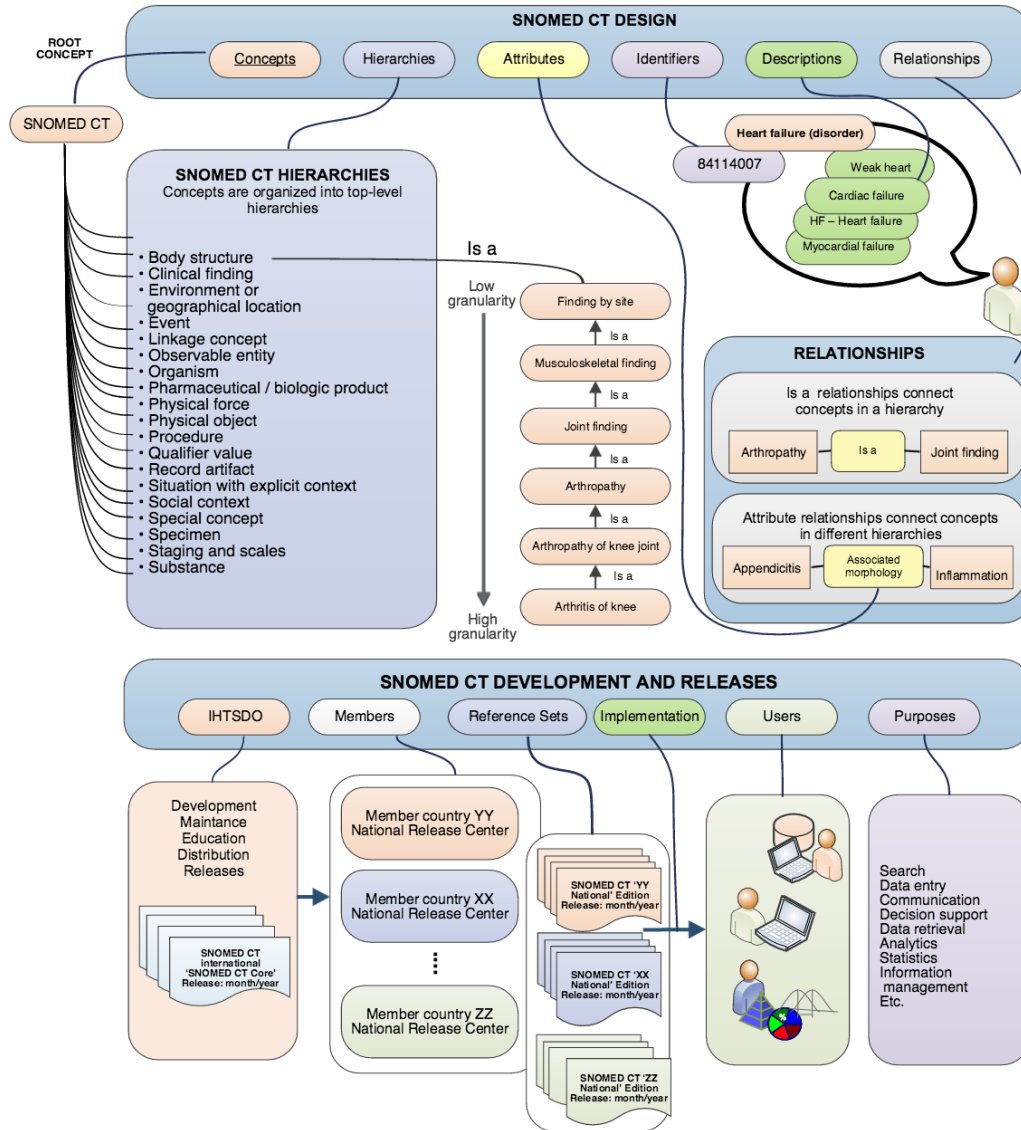 SNOMED CT DESIGN
ROOT
CONCEPT
Concepts
Hierarchies
Attributes
Identifiers
Descriptions
Relationships
SNOMED CT
Heart failure (disorder)
84114007
Weak heart
Cardiac failure
HF – Heart failure
Myocardial failure
SNOMED CT HIERARCHIES
Concepts are organized into top-level
hierarchies
• Body structure
• Clinical finding
• Environment or
geographical location
• Event
• Linkage concept
• Observable entity
• Organism
• Pharmaceutical / biologic product
• Physical force
• Physical object
• Procedure
• Qualifier value
• Record artifact
• Situation with explicit context
• Social context
• Special concept
• Specimen
• Staging and scales
• Substance
Is a
Low
granularity
High
granularity
Finding by site
Is a
Musculoskeletal finding
Is a
Joint finding
Is a
Arthropathy
Is a
Arthropathy of knee joint
Is a
Arthritis of knee
RELATIONSHIPS
Is a relationships connect
concepts in a hierarchy
Arthropathy
Is a
Joint finding
Attribute relationships connect concepts
in different hierarchies
Appendicitis
Associated
morphology
Inflammation
SNOMED CT DEVELOPMENT AND RELEASES
IHTSDO
Members
Reference Sets
Implementation
Users
Purposes
Development
Maintance
Education
Distribution
Releases
SNOMED CT
international
'SNOMED CT Core'
Release: month/year
Member country YY
National Release Center
Member country XX
National Release Center
Member country ZZ
National Release Center
SNOMED CT 'YY
National' Edition
Release: month/year
SNOMED CT 'XX
National' Edition
Release: month/year
SNOMED CT 'ZZ
National' Edition
Release: month/year
Search
Data entry
Communication
Decision support
Data retrieval
Analytics
Statistics
Information
management
Etc.